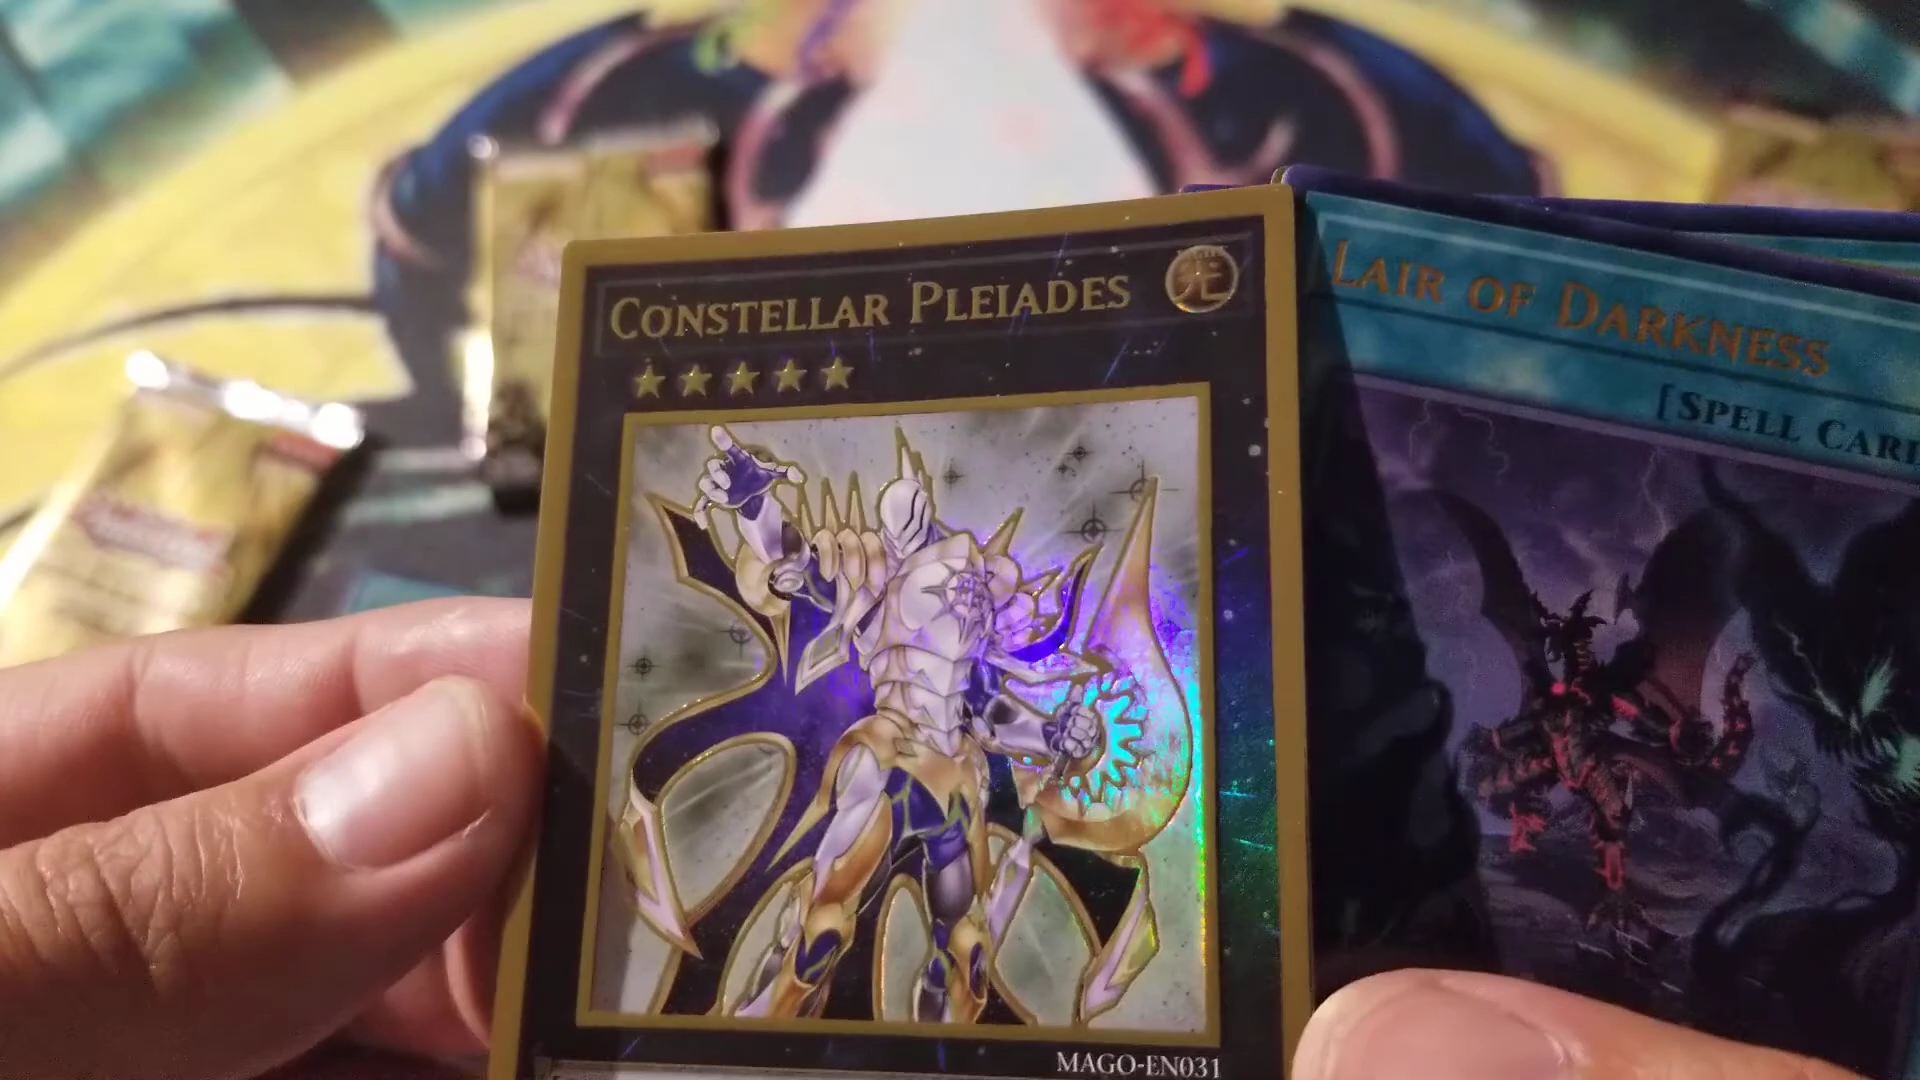 CONSTELLAR PLEIADES
光
MAGO-EN031
LAIR OF DARKNESS
[SPELL CARD